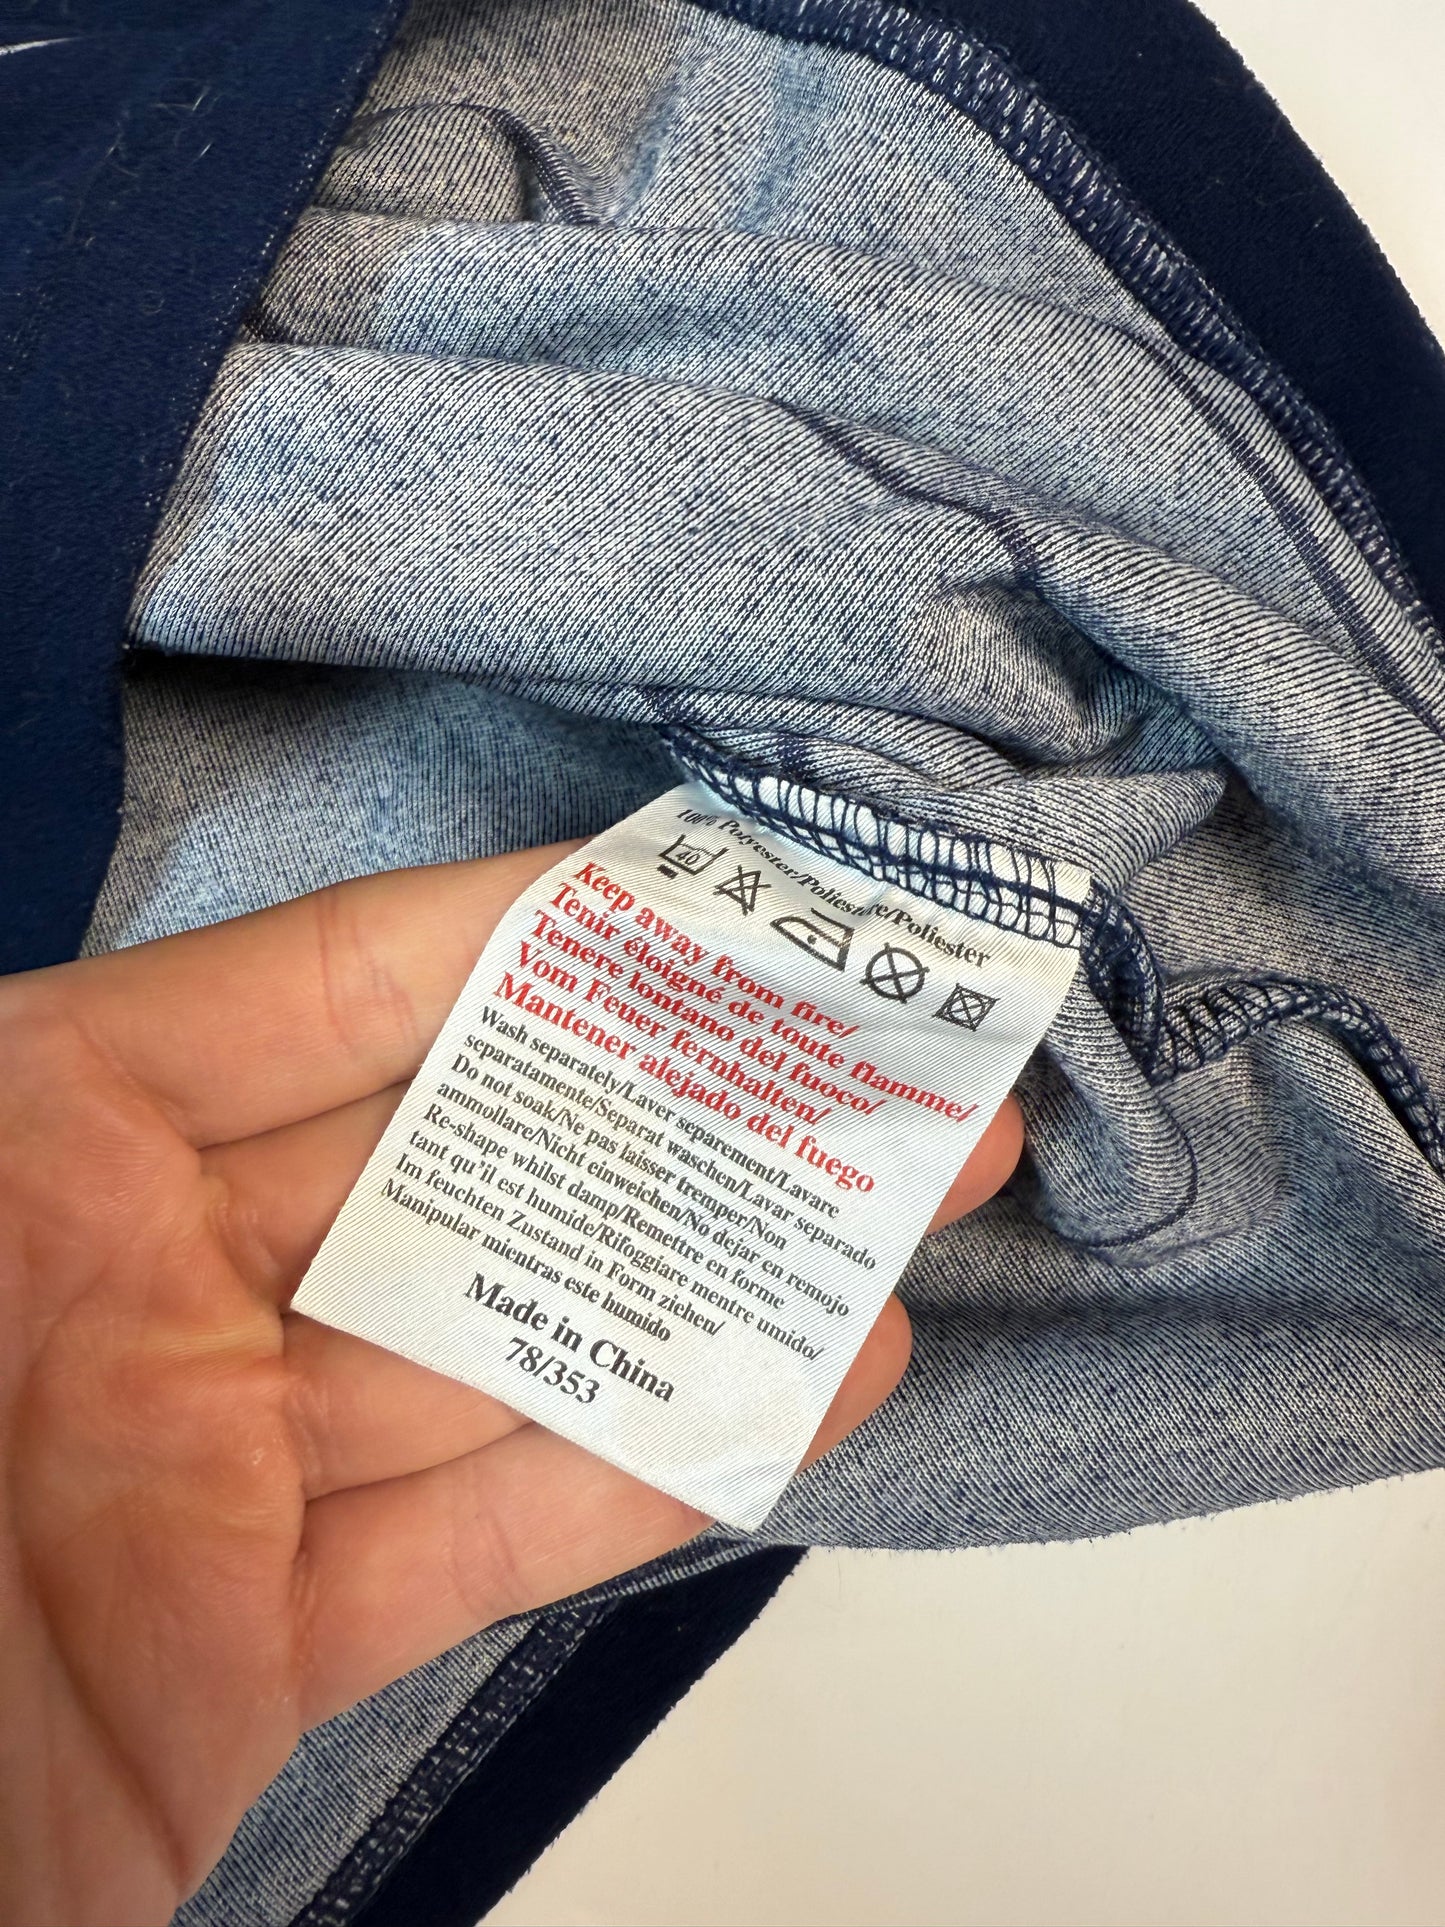 100% Polyester/Poliestere/Poliester
40
Keep away from fire/
Tenir éloigné de toute flamme/
Tenere lontano del fuoco/
Vom Feuer fernhalten/
Mantener alejado del fuego
Wash separately/Laver separement/Lavare
separatamente/Separat waschen/Lavar separado
Do not soak/Ne pas laisser tremper/Non
ammollare/Nicht einweichen/No dejar en remojo
Re-shape whilst damp/Remettre en forme
tant qu'il est humide/Rifoggiare mentre umido/
Im feuchten Zustand in Form ziehen/
Manipular mientras este humido
Made in China
78/353